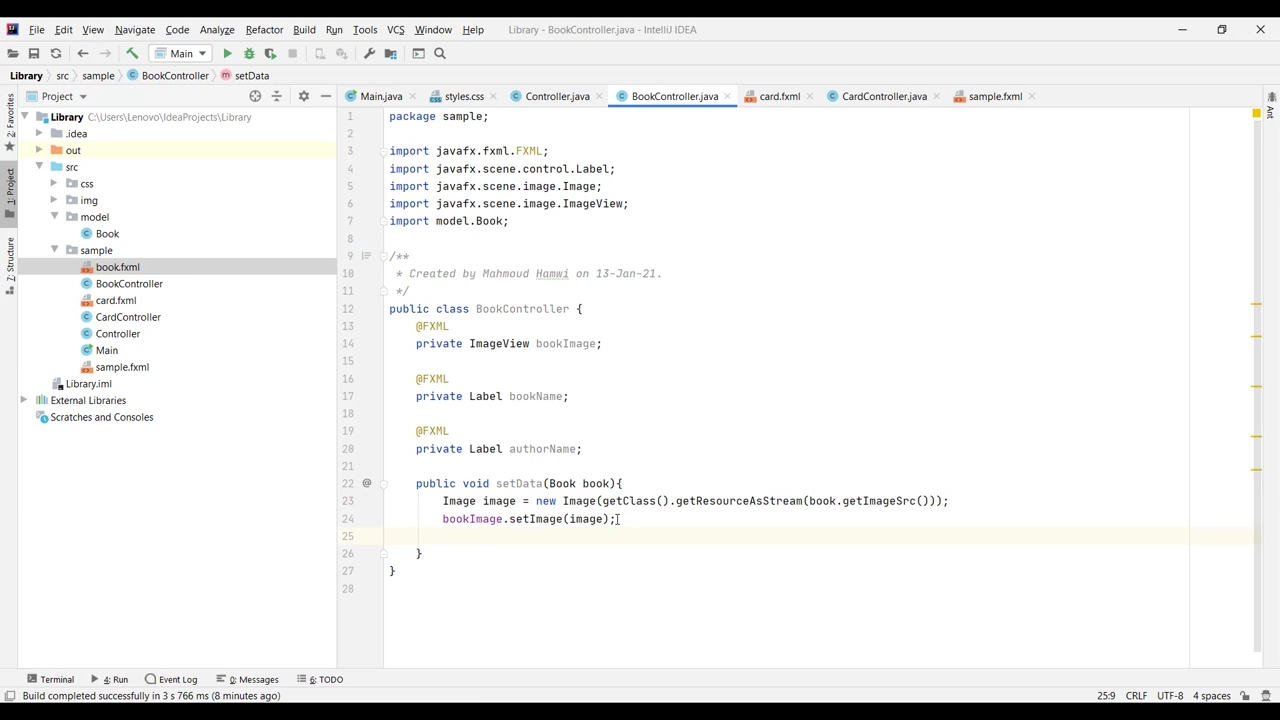 File Edit View Navigate Code Analyze Refactor Build Run Tools VCS Window Help Library - BookController.java - IntelliJ IDEA
Main
Library src sample BookController m setData
Project
Main.java styles.css Controller.java BookController.java card.fxml CardController.java sample.fxml
2: Favorites
1: Project
7: Structure
Ant
Library C:\Users\Lenovo\IdeaProjects\Library
.idea
out
src
css
img
model
Book
sample
book.fxml
BookController
card.fxml
CardController
Controller
Main
sample.fxml
Library.iml
External Libraries
Scratches and Consoles
1 package sample;
2
3 import javafx.fxml.FXML;
4 import javafx.scene.control.Label;
5 import javafx.scene.image.Image;
6 import javafx.scene.image.ImageView;
7 import model.Book;
8
9 /**
10 * Created by Mahmoud Hamwi on 13-Jan-21.
11 */
12 public class BookController {
13 @FXML
14 private ImageView bookImage;
15
16 @FXML
17 private Label bookName;
18
19 @FXML
20 private Label authorName;
21
22 @ public void setData(Book book){
23 Image image = new Image(getClass().getResourceAsStream(book.getImageSrc()));
24 bookImage.setImage(image);
25
26 }
27 }
28
Terminal 4: Run Event Log 0: Messages 6: TODO
Build completed successfully in 3 s 766 ms (8 minutes ago) 25:9 CRLF UTF-8 4 spaces